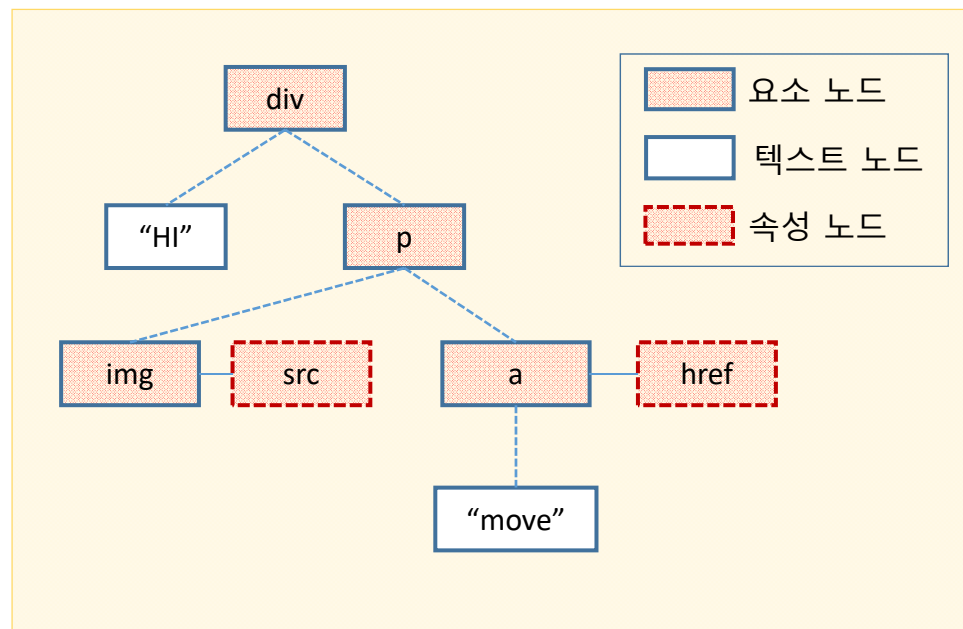 div
요소 노드
텍스트 노드
속성 노드
“HI”
p
img
src
a
href
“move”